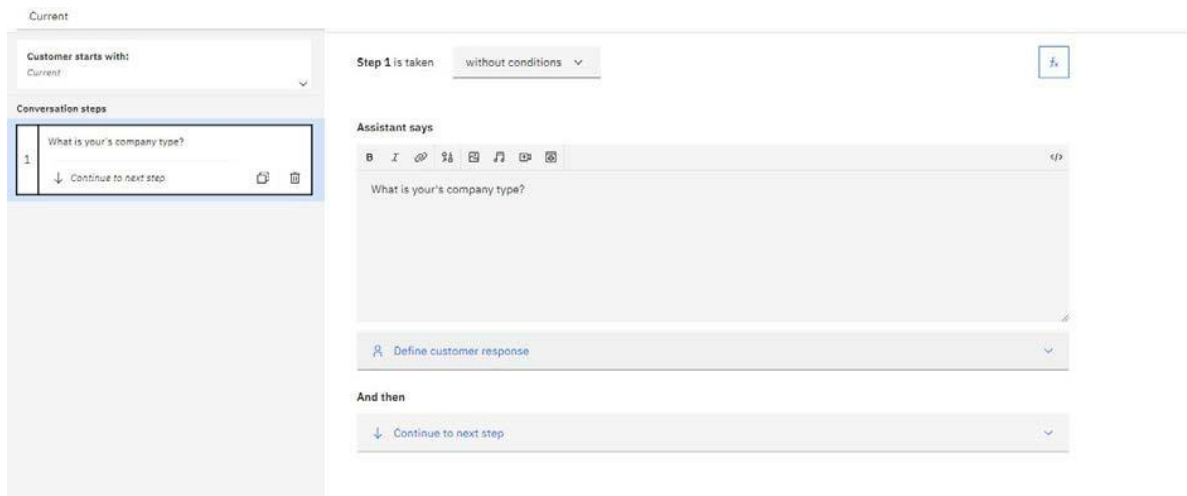 Current
Customer starts with:
Current
Conversation steps
1
What is your's company type?
Continue to next step
Step 1 is taken without conditions
fx
Assistant says
B I </>
What is your's company type?
Define customer response
And then
Continue to next step